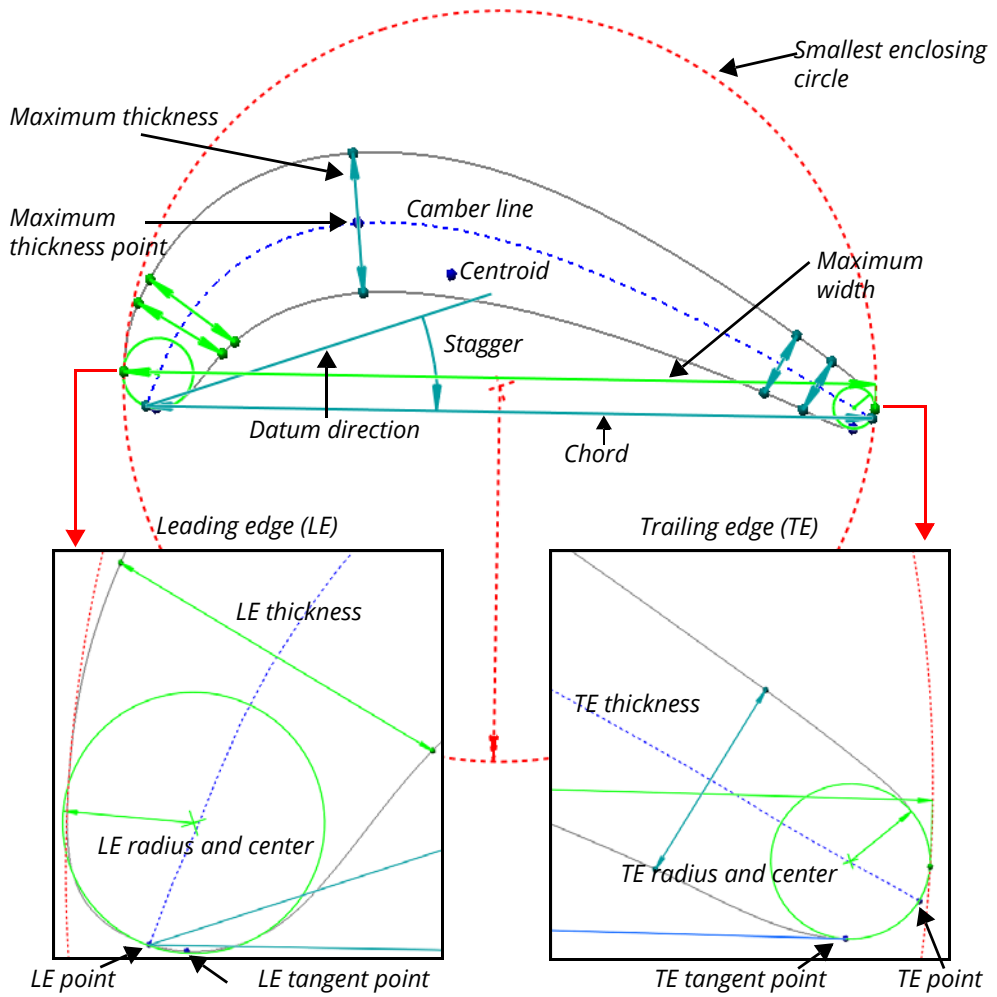 Smallest enclosing
circle
Maximum thickness
Maximum
thickness point
Camber line
Centroid
Maximum
width
Stagger
Datum direction
Chord
Leading edge (LE)
Trailing edge (TE)
LE thickness
TE thickness
LE radius and center
TE radius and center
LE point
LE tangent point
TE tangent point
TE point